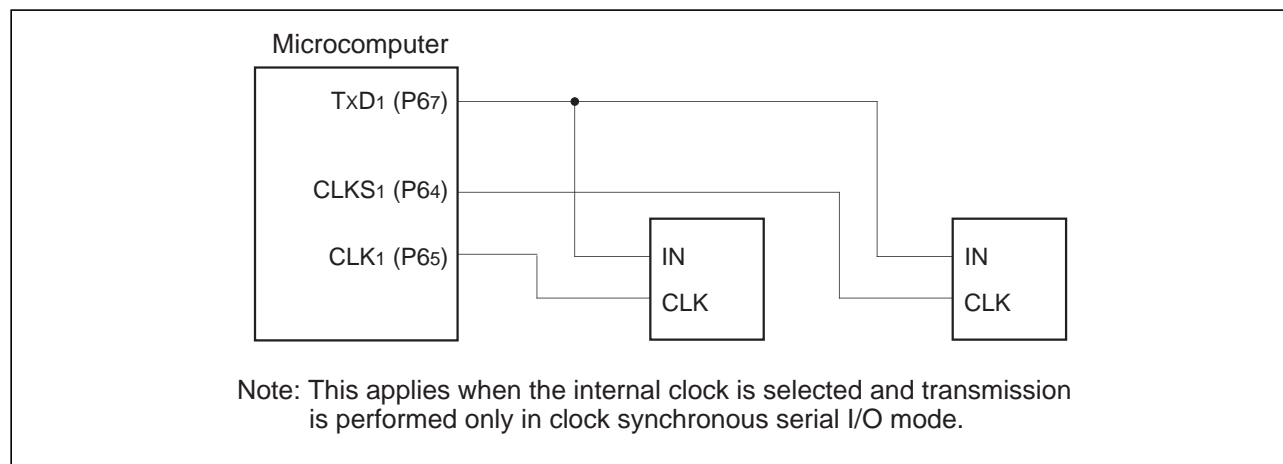 Microcomputer
TxD1 (P67)
CLKS1 (P64)
CLK1 (P65)
IN
CLK
IN
CLK
Note: This applies when the internal clock is selected and transmission
is performed only in clock synchronous serial I/O mode.